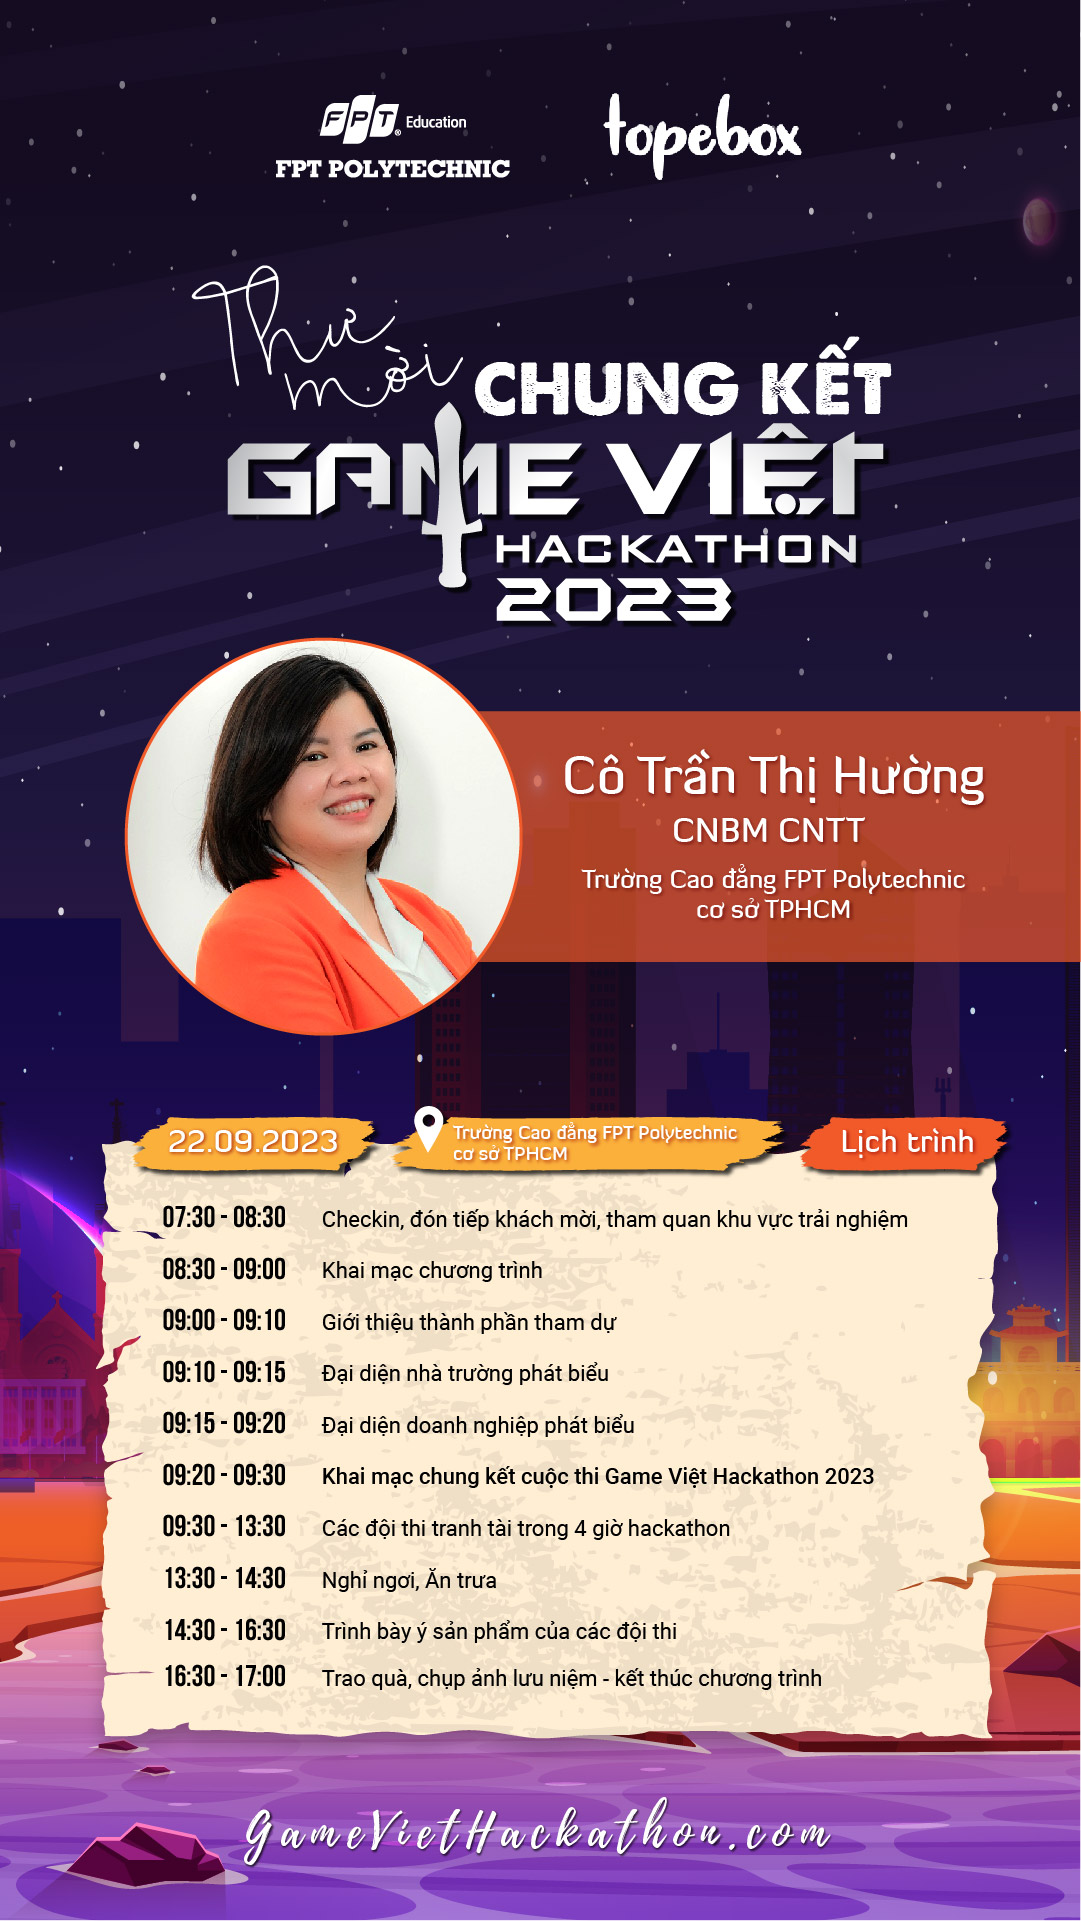 FPT Education
FPT POLYTECHNIC
topebox
Thư mời
CHUNG KẾT
GAME VIỆT
HACKATHON
2023
Cô Trần Thị Hường
CNBM CNTT
Trường Cao đẳng FPT Polytechnic
cơ sở TPHCM
22.09.2023
Trường Cao đẳng FPT Polytechnic
cơ sở TPHCM
Lịch trình
07:30 - 08:30 Checkin, đón tiếp khách mời, tham quan khu vực trải nghiệm
08:30 - 09:00 Khai mạc chương trình
09:00 - 09:10 Giới thiệu thành phần tham dự
09:10 - 09:15 Đại diện nhà trường phát biểu
09:15 - 09:20 Đại diện doanh nghiệp phát biểu
09:20 - 09:30 Khai mạc chung kết cuộc thi Game Việt Hackathon 2023
09:30 - 13:30 Các đội thi tranh tài trong 4 giờ hackathon
13:30 - 14:30 Nghỉ ngơi, Ăn trưa
14:30 - 16:30 Trình bày ý sản phẩm của các đội thi
16:30 - 17:00 Trao quà, chụp ảnh lưu niệm - kết thúc chương trình
GameVietHackathon.com